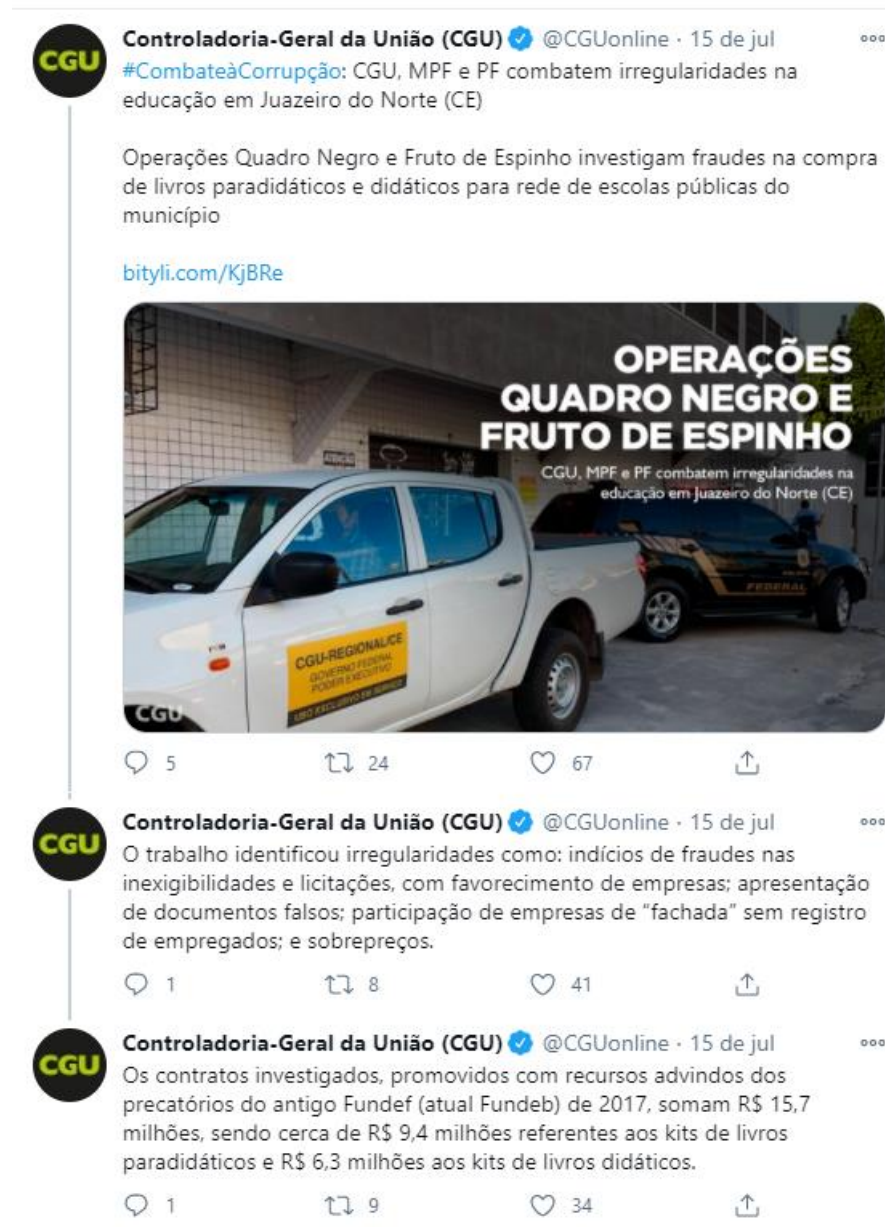 CGU
Controladoria-Geral da União (CGU) @CGUonline · 15 de jul
#CombateàCorrupção: CGU, MPF e PF combatem irregularidades na
educação em Juazeiro do Norte (CE)
Operações Quadro Negro e Fruto de Espinho investigam fraudes na compra
de livros paradidáticos e didáticos para rede de escolas públicas do
município
bityli.com/KjBRe
OPERAÇÕES
QUADRO NEGRO E
FRUTO DE ESPINHO
CGU, MPF e PF combatem irregularidades na
educação em Juazeiro do Norte (CE)
ATENÇÃO
FEDERAL
CGU-REGIONAL/CE
GOVERNO FEDERAL
PODER EXECUTIVO
USO EXCLUSIVO EM SERVIÇO
CGU
5 24 67
CGU
Controladoria-Geral da União (CGU) @CGUonline · 15 de jul
O trabalho identificou irregularidades como: indícios de fraudes nas
inexigibilidades e licitações, com favorecimento de empresas; apresentação
de documentos falsos; participação de empresas de “fachada” sem registro
de empregados; e sobrepreços.
1 8 41
CGU
Controladoria-Geral da União (CGU) @CGUonline · 15 de jul
Os contratos investigados, promovidos com recursos advindos dos
precatórios do antigo Fundef (atual Fundeb) de 2017, somam R$ 15,7
milhões, sendo cerca de R$ 9,4 milhões referentes aos kits de livros
paradidáticos e R$ 6,3 milhões aos kits de livros didáticos.
1 9 34